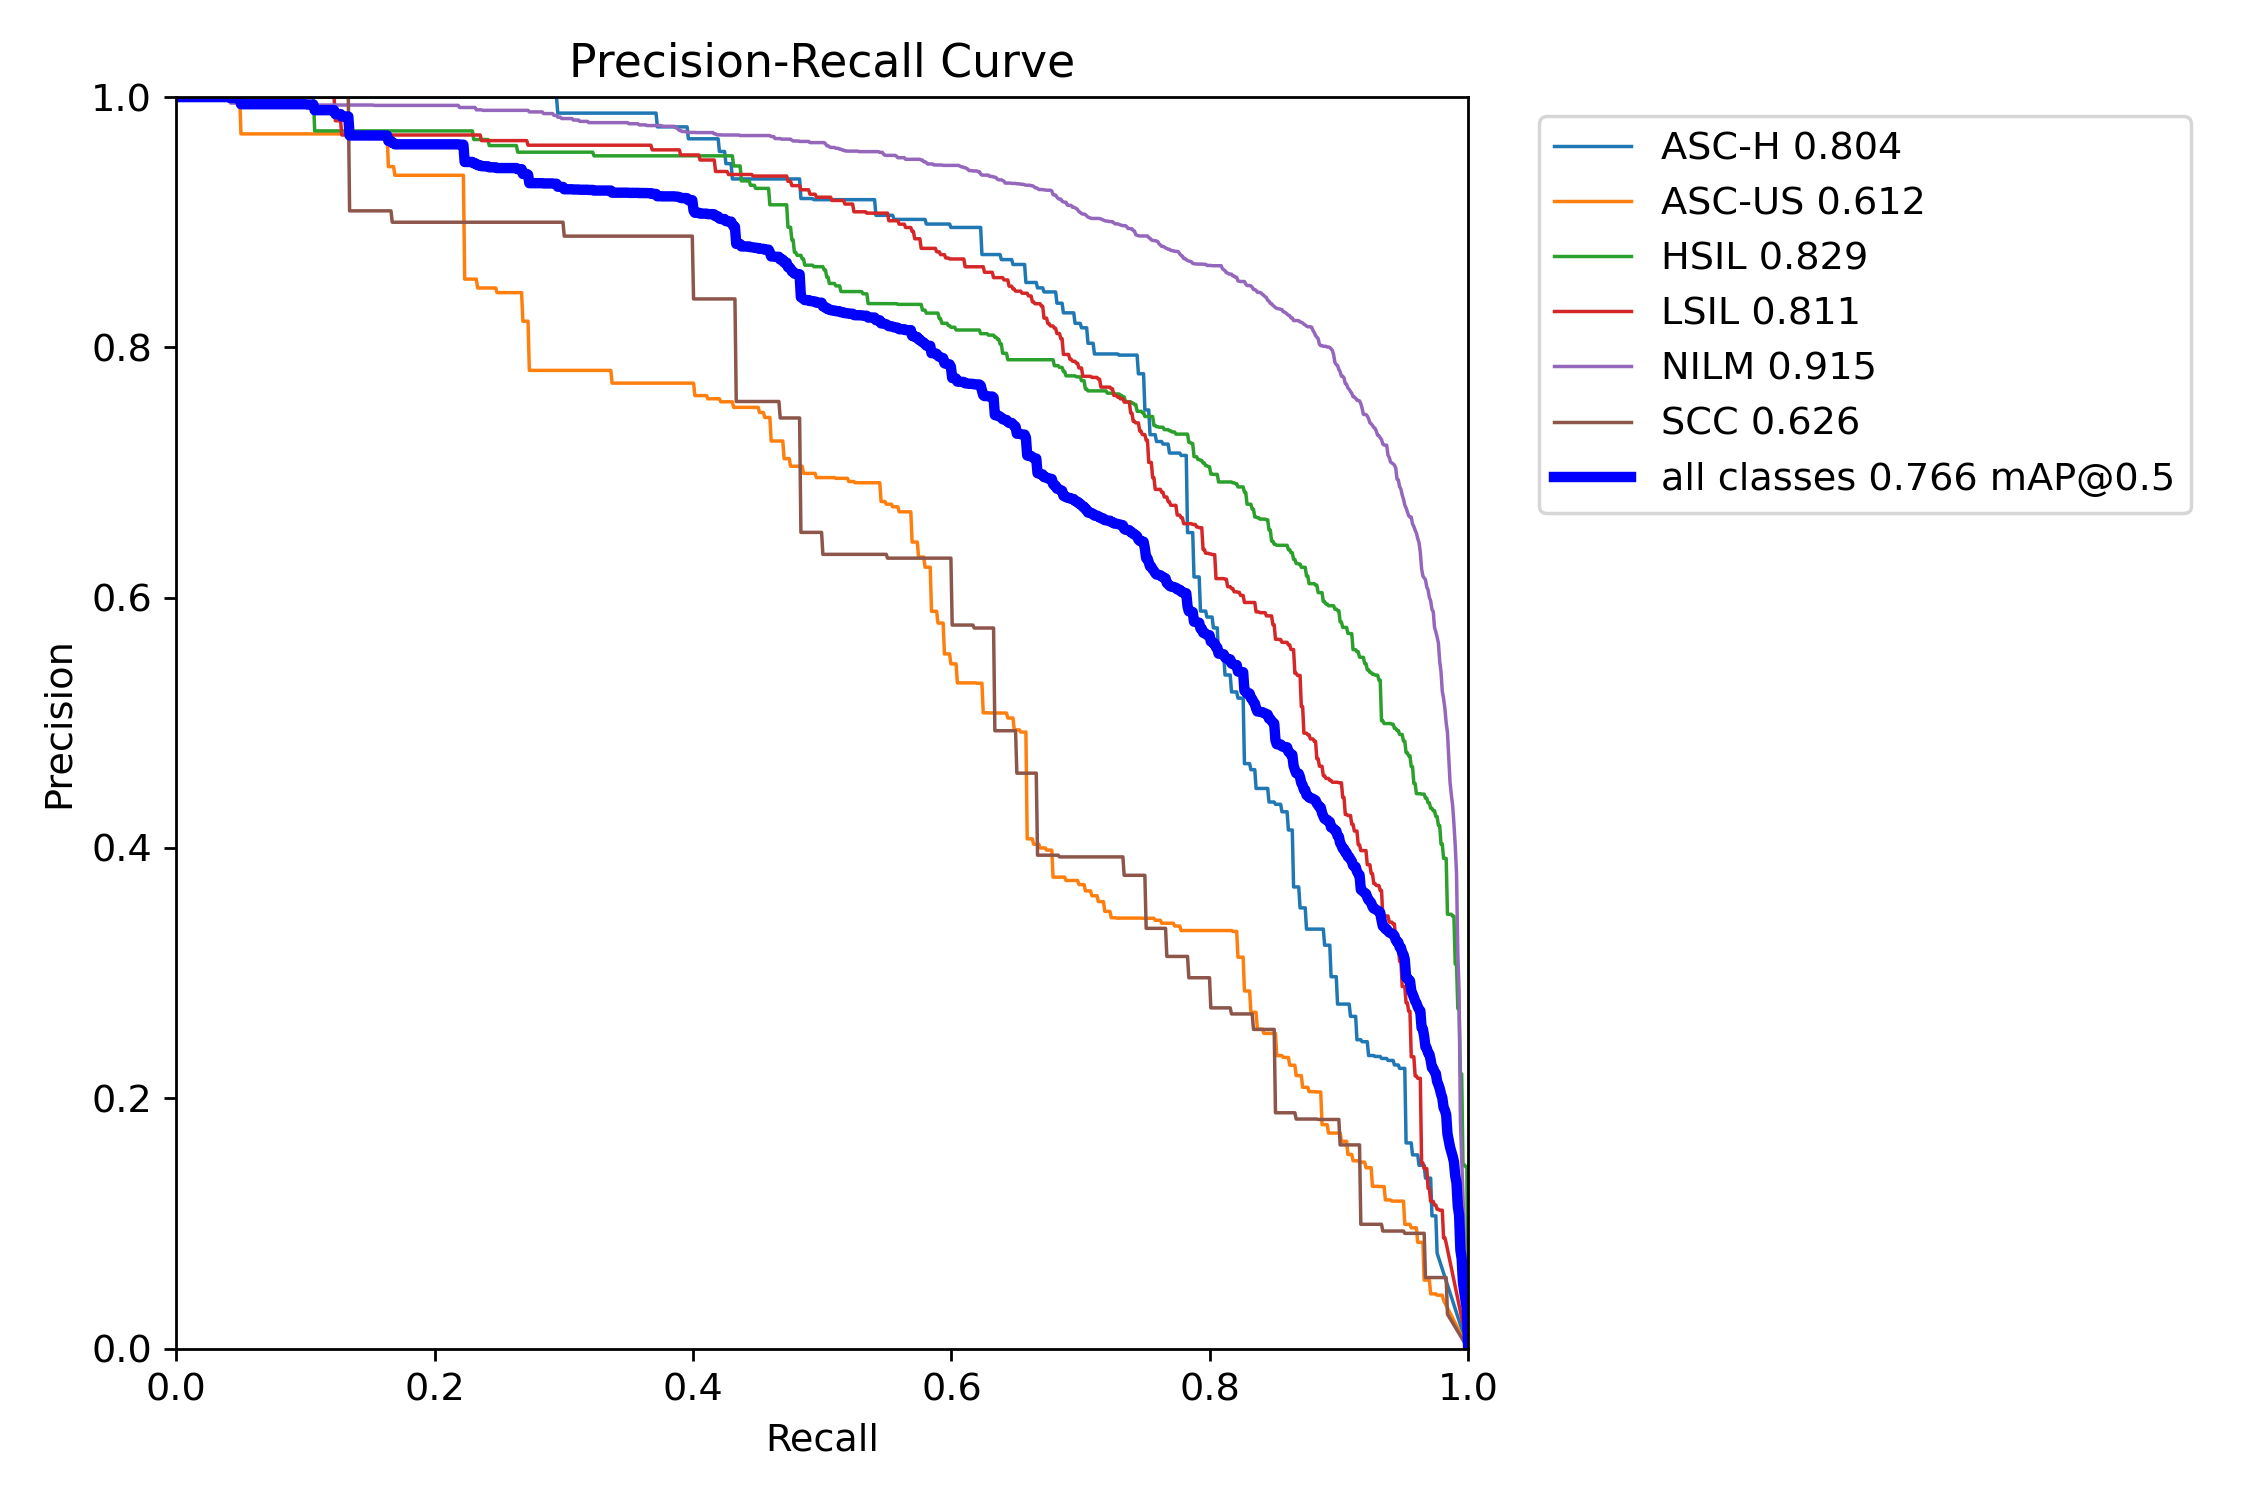 Precision-Recall Curve
1.0
0.8
0.6
0.4
0.2
0.0
Precision
0.0 0.2 0.4 0.6 0.8 1.0
Recall
ASC-H 0.804
ASC-US 0.612
HSIL 0.829
LSIL 0.811
NILM 0.915
SCC 0.626
all classes 0.766 mAP@0.5